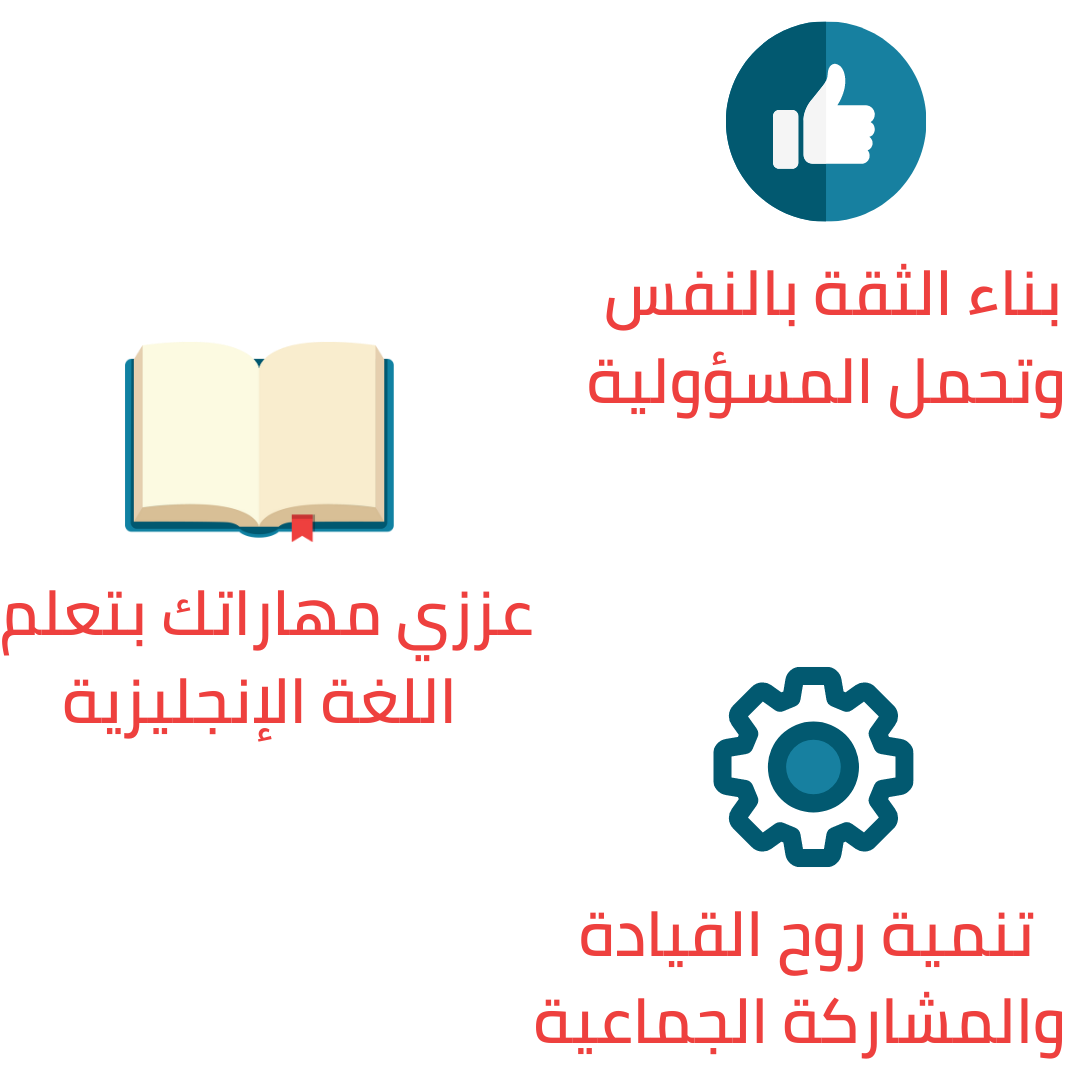 بناء الثقة بالنفس
وتحمل المسؤولية
عززي مهاراتك بتعلم
اللغة الإنجليزية
تنمية روح القيادة
والمشاركة الجماعية